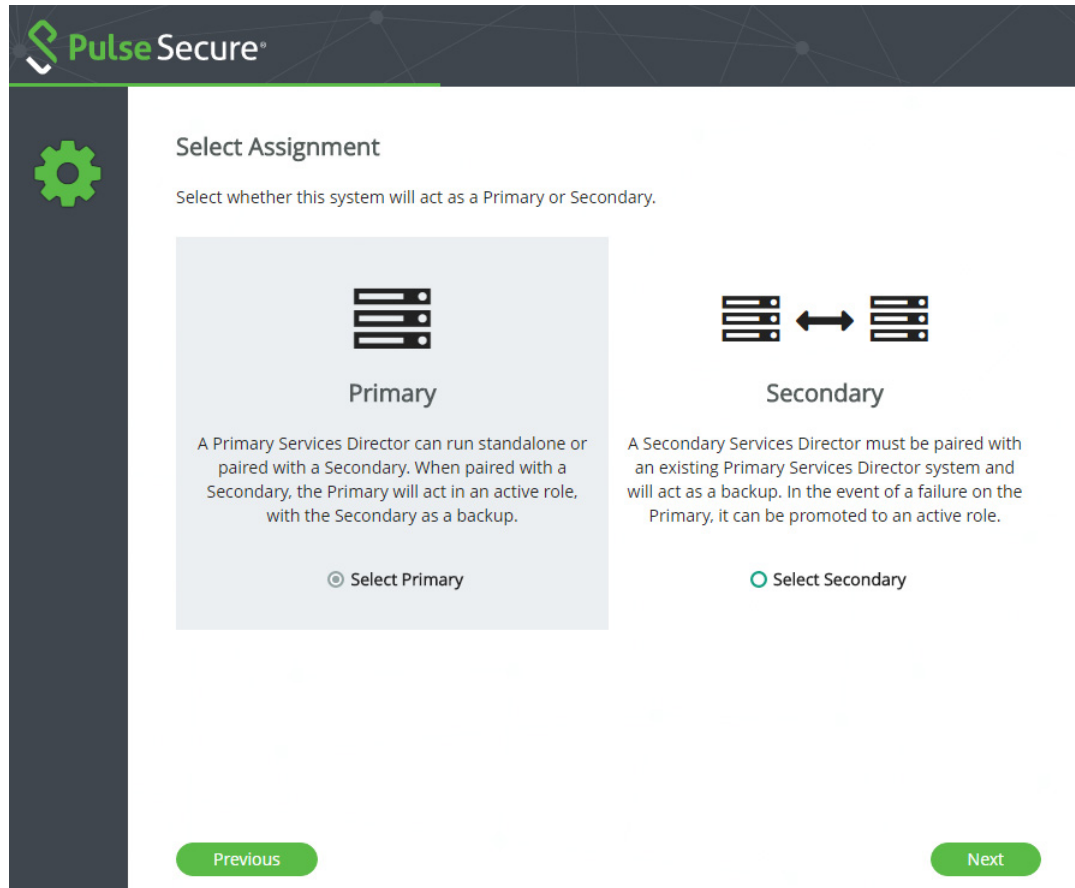 Pulse Secure®
Select Assignment
Select whether this system will act as a Primary or Secondary.
Primary
A Primary Services Director can run standalone or
paired with a Secondary. When paired with a
Secondary, the Primary will act in an active role,
with the Secondary as a backup.
Select Primary
Secondary
A Secondary Services Director must be paired with
an existing Primary Services Director system and
will act as a backup. In the event of a failure on the
Primary, it can be promoted to an active role.
Select Secondary
Previous
Next